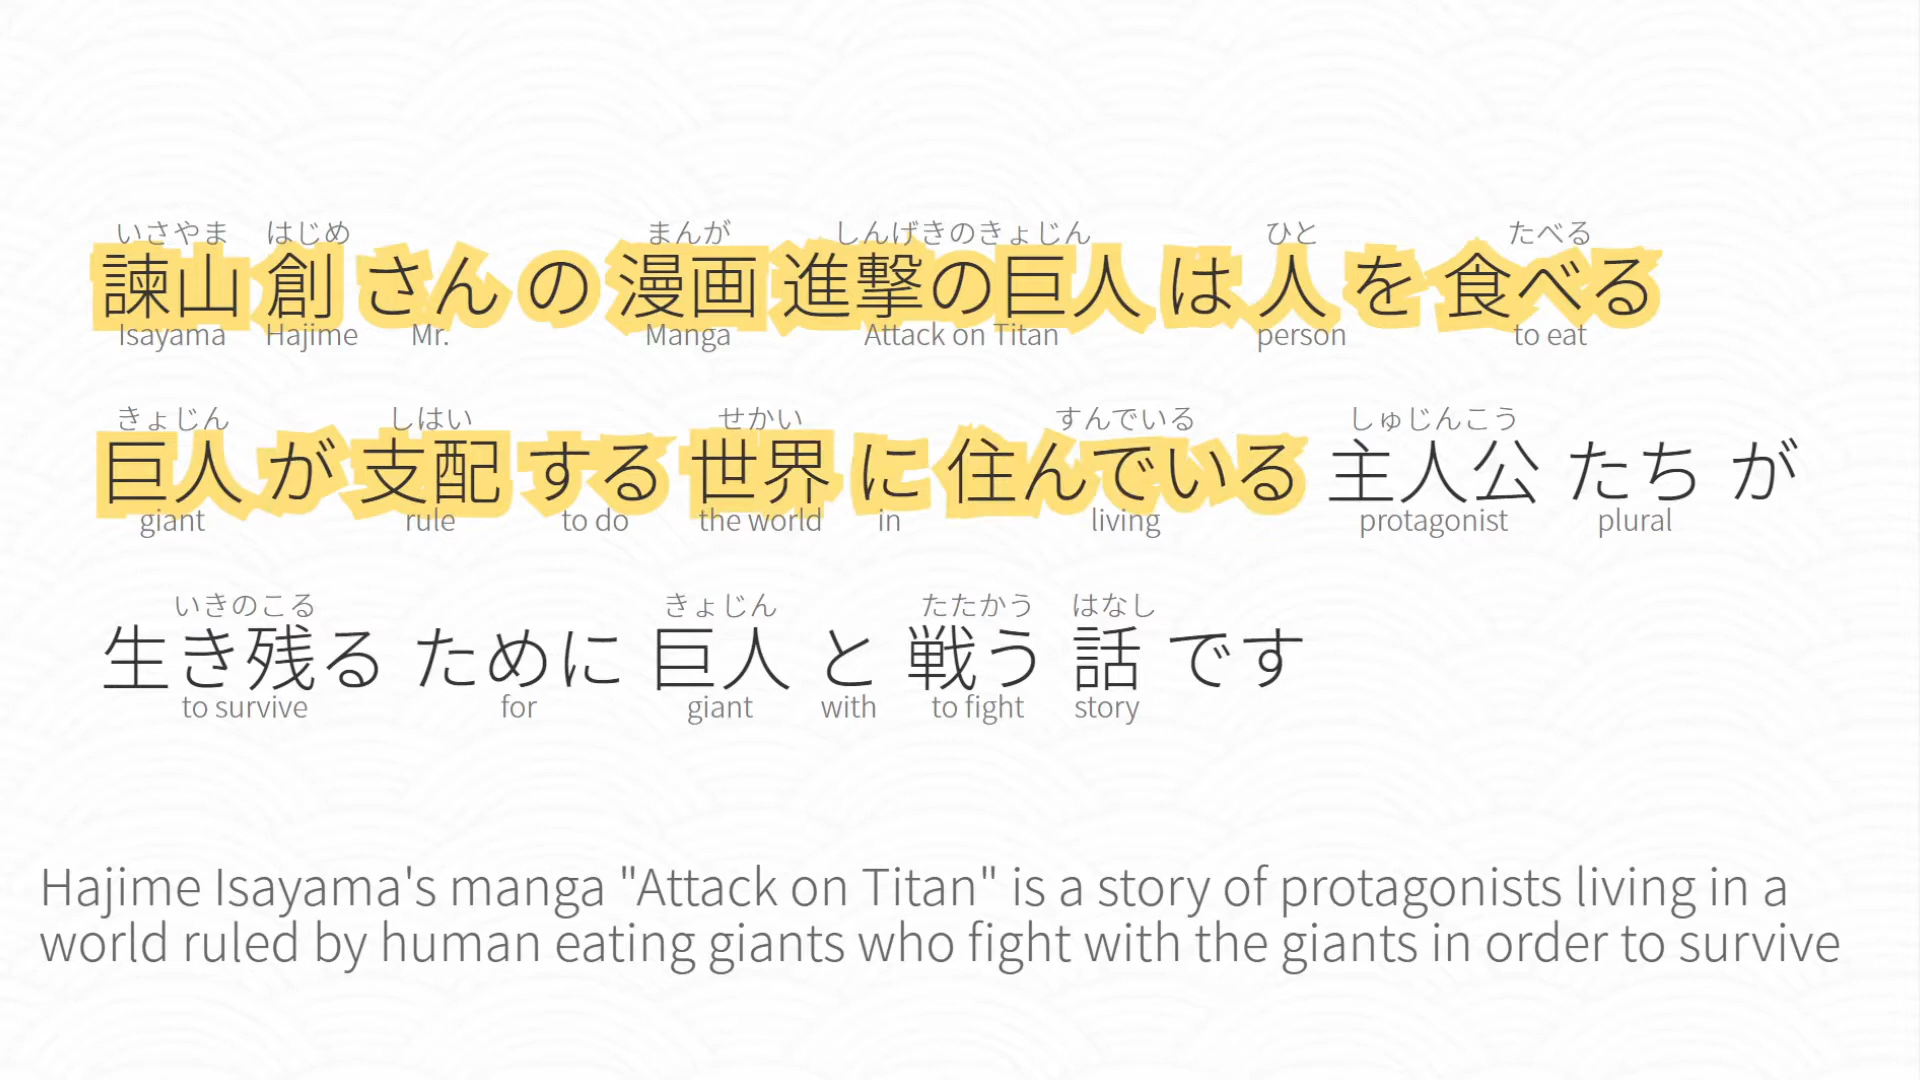 いさやま はじめ まんが しんげきのきょじん ひと たべる
諫山 創 さん の 漫画 進撃の巨人 は 人 を 食べる
Isayama Hajime Mr. Manga Attack on Titan person to eat
きょじん しはい せかい すんでいる しゅじんこう
巨人 が 支配 する 世界 に 住んでいる 主人公 たち が
giant rule to do the world in living protagonist plural
いきのこる きょじん たたかう はなし
生き残る ために 巨人 と 戦う 話 です
to survive for giant with to fight story
Hajime Isayama's manga "Attack on Titan" is a story of protagonists living in a
world ruled by human eating giants who fight with the giants in order to survive